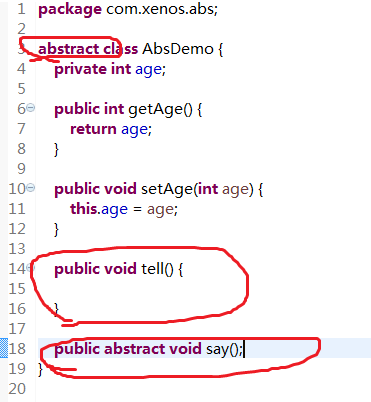 1 package com.xenos.abs;
2
3 abstract class AbsDemo {
4 private int age;
5
6 public int getAge() {
7 return age;
8 }
9
10 public void setAge(int age) {
11 this.age = age;
12 }
13
14 public void tell() {
15
16 }
17
18 public abstract void say();
19 }
20